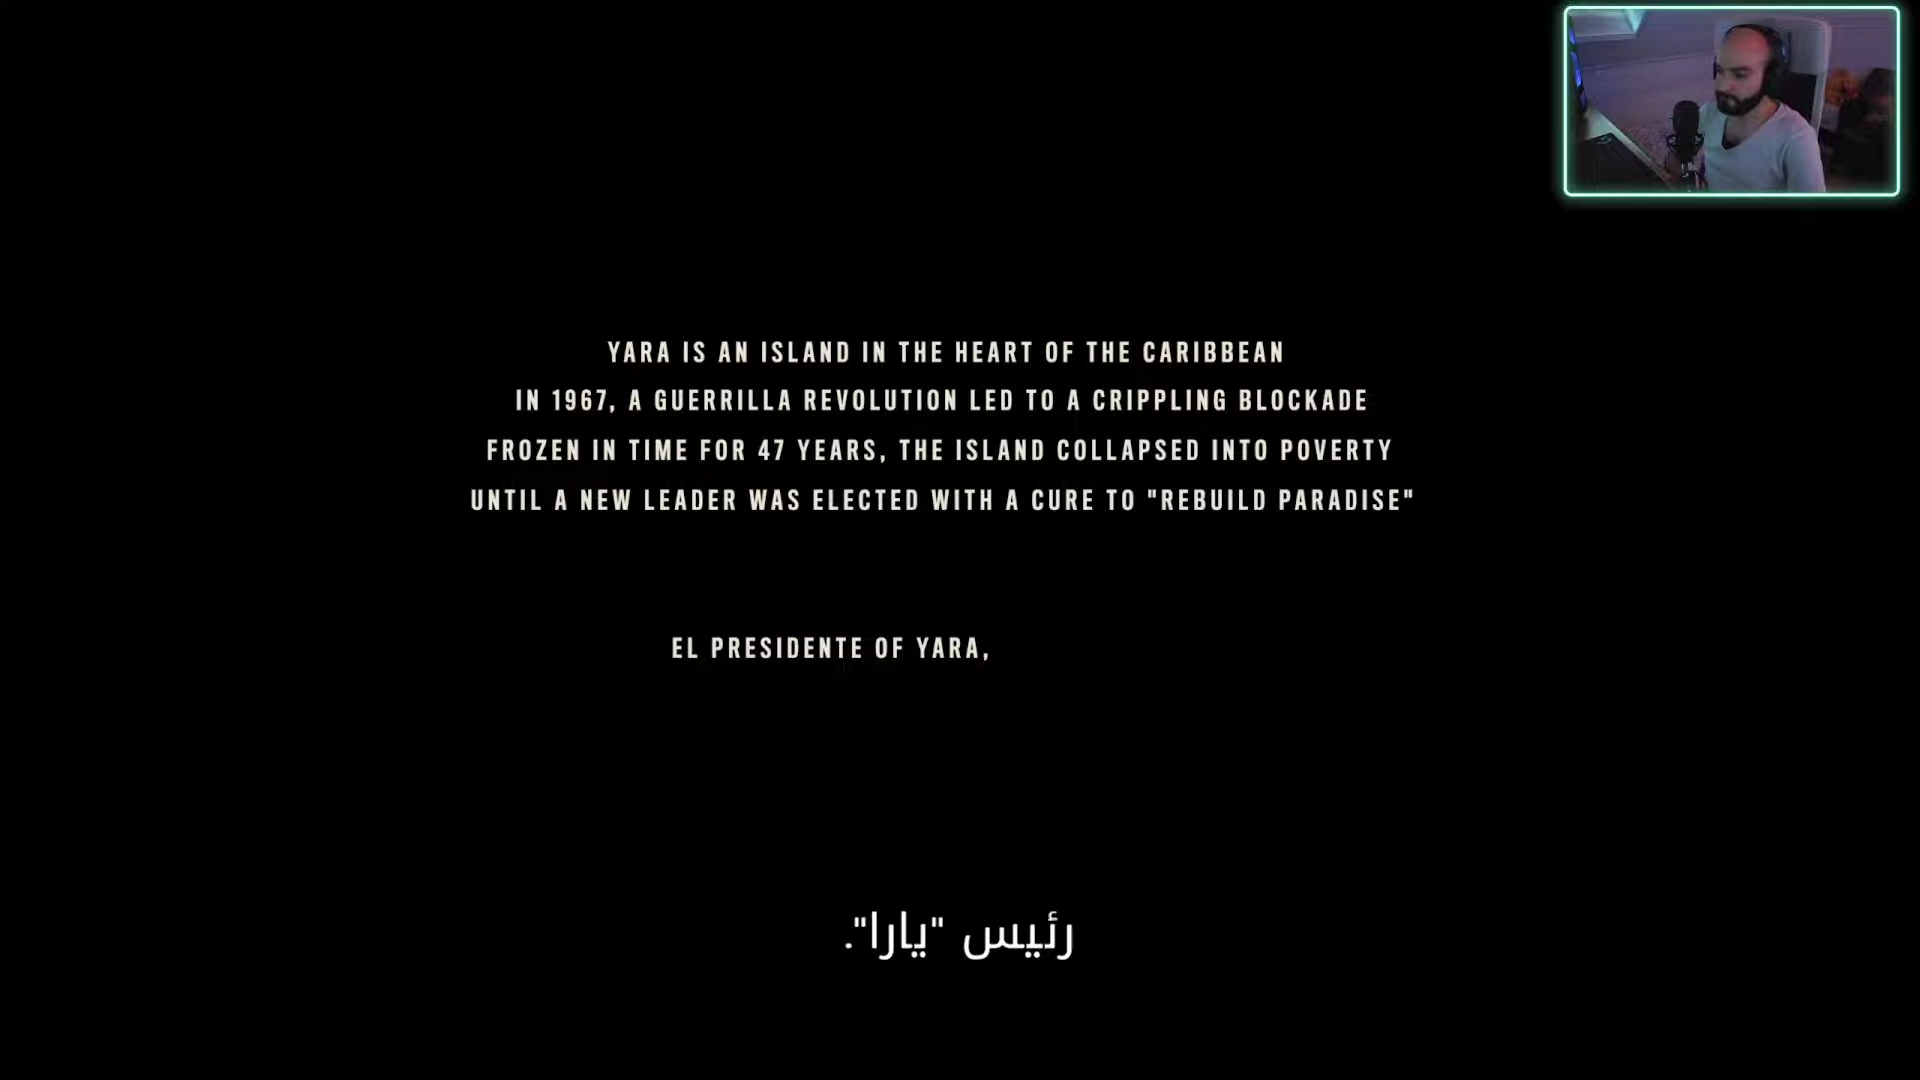 YARA IS AN ISLAND IN THE HEART OF THE CARIBBEAN
IN 1967, A GUERRILLA REVOLUTION LED TO A CRIPPLING BLOCKADE
FROZEN IN TIME FOR 47 YEARS, THE ISLAND COLLAPSED INTO POVERTY
UNTIL A NEW LEADER WAS ELECTED WITH A CURE TO "REBUILD PARADISE"
EL PRESIDENTE OF YARA,
رئيس "يارا".